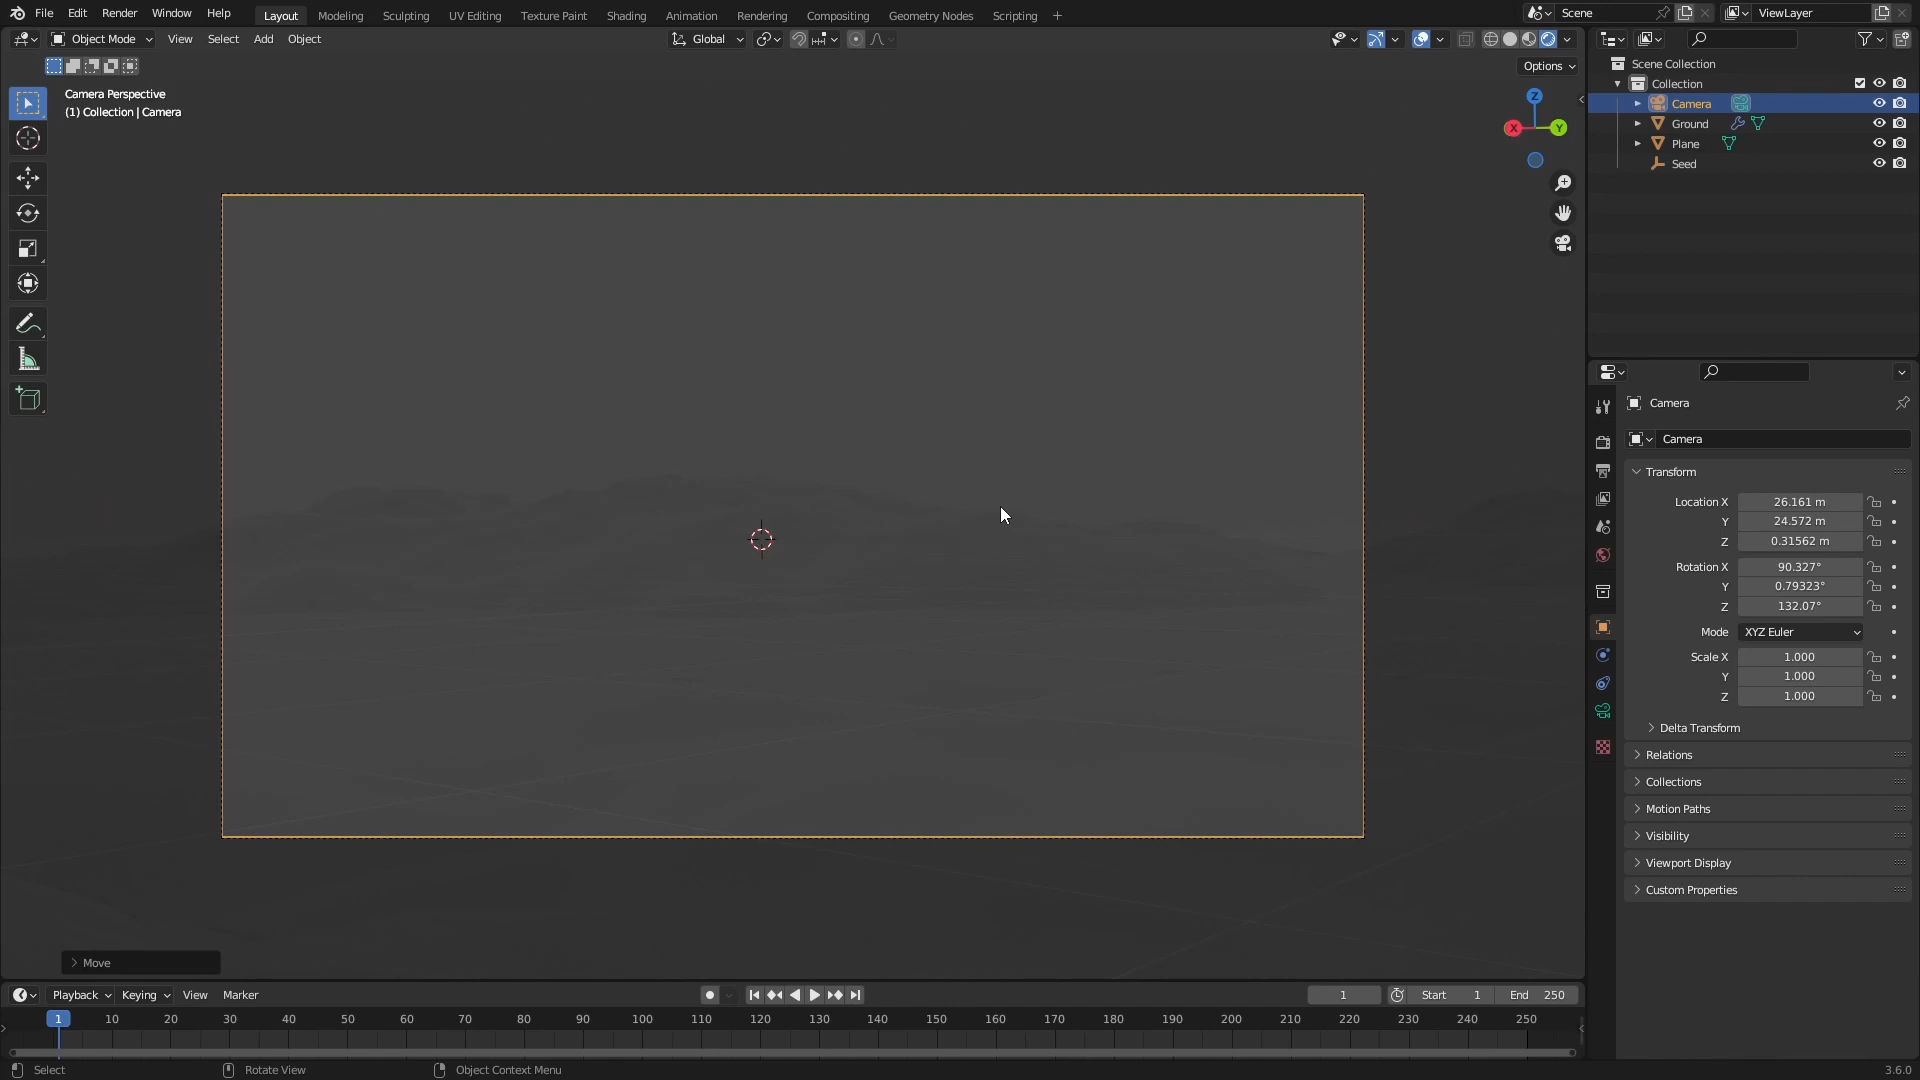 File Edit Render Window Help Layout Modeling Sculpting UV Editing Texture Paint Shading Animation Rendering Compositing Geometry Nodes Scripting + Scene ViewLayer
Object Mode View Select Add Object Global
Options
Camera Perspective
(1) Collection | Camera
Z
X
Y
Scene Collection
Collection
Camera
Ground
Plane
Seed
Camera
Camera
Transform
Location X 26.161 m
Y 24.572 m
Z 0.31562 m
Rotation X 90.327°
Y 0.79323°
Z 132.07°
Mode XYZ Euler
Scale X 1.000
Y 1.000
Z 1.000
Delta Transform
Relations
Collections
Motion Paths
Visibility
Viewport Display
Custom Properties
Move
Playback Keying View Marker 1 Start 1 End 250
1 10 20 30 40 50 60 70 80 90 100 110 120 130 140 150 160 170 180 190 200 210 220 230 240 250
Select Rotate View Object Context Menu 3.6.0